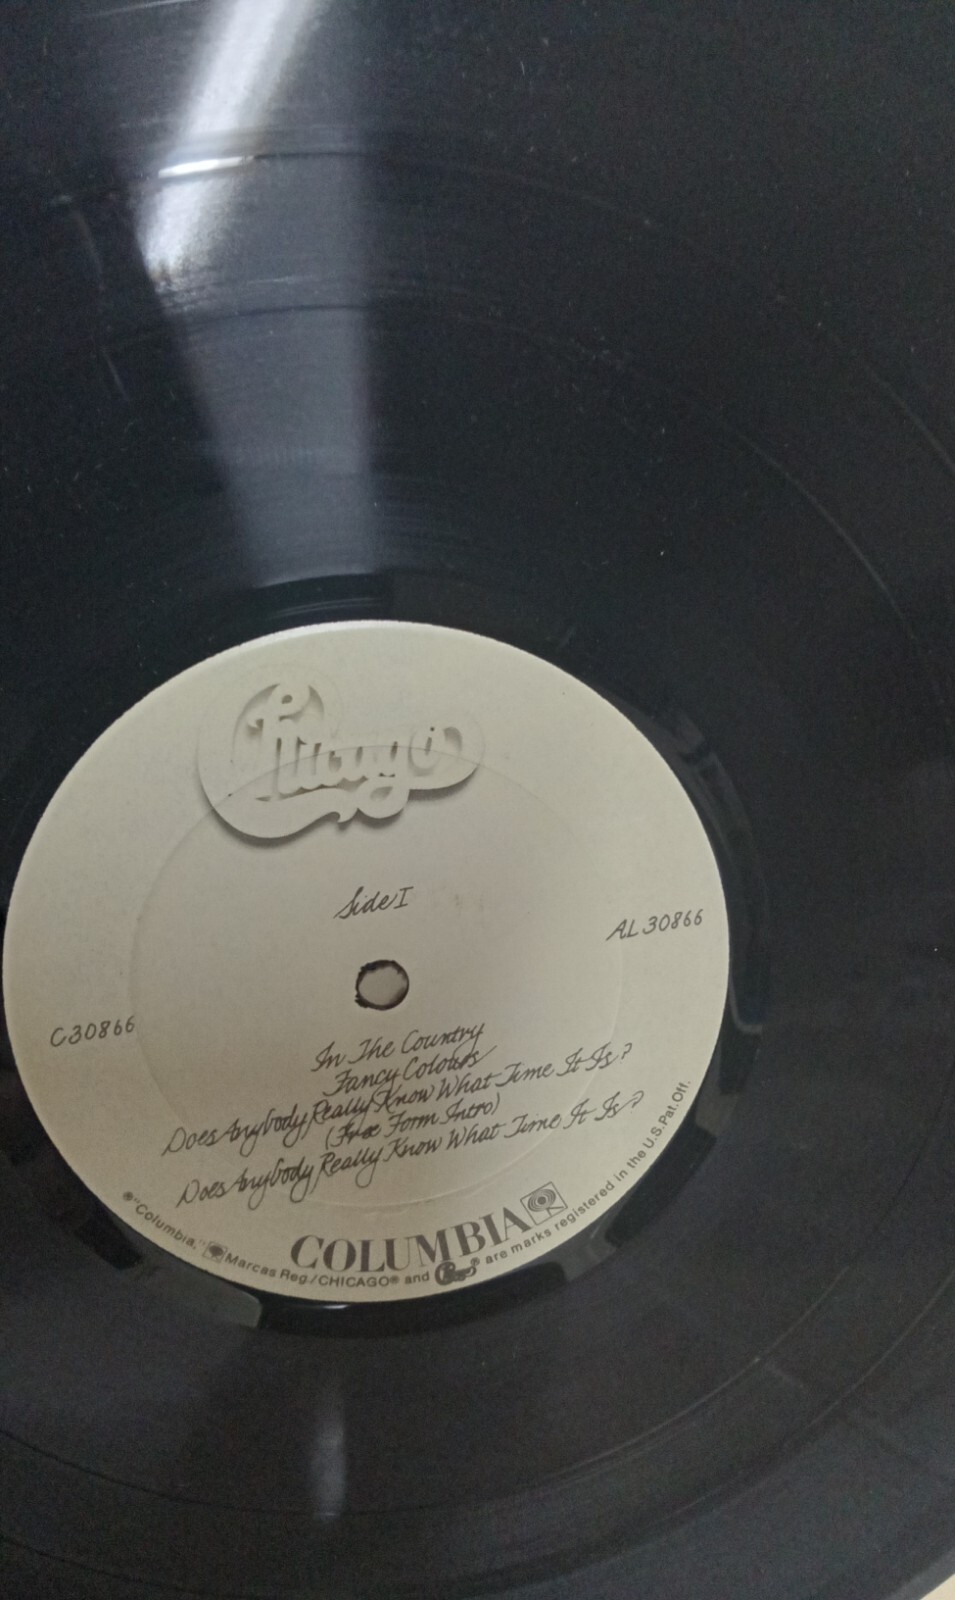 Chicago
Side I
AL 30866
C30866
In The Country
Fancy Colours
Does Anybody Really Know What Time It Is?
(Free Form Intro)
Does Anybody Really Know What Time It Is?
COLUMBIA
®"Columbia," Marcas Reg./CHICAGO® and Chicago® are marks registered in the U.S. Pat. Off.